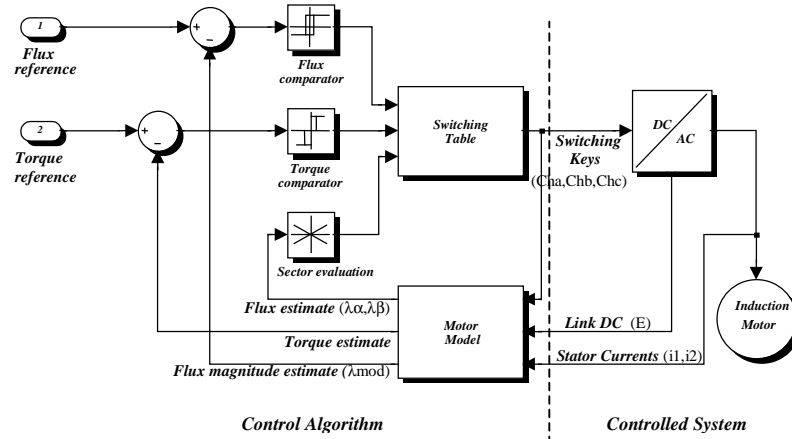 1
Flux
reference
+
−
Flux
comparator
2
Torque
reference
+
−
Torque
comparator
Switching
Table
Switching
Keys
(Cha,Chb,Chc)
DC
AC
Sector evaluation
Flux estimate (λα,λβ)
Torque estimate
Flux magnitude estimate (λmod)
Motor
Model
Link DC (E)
Stator Currents (i1,i2)
Induction
Motor
Control Algorithm
Controlled System